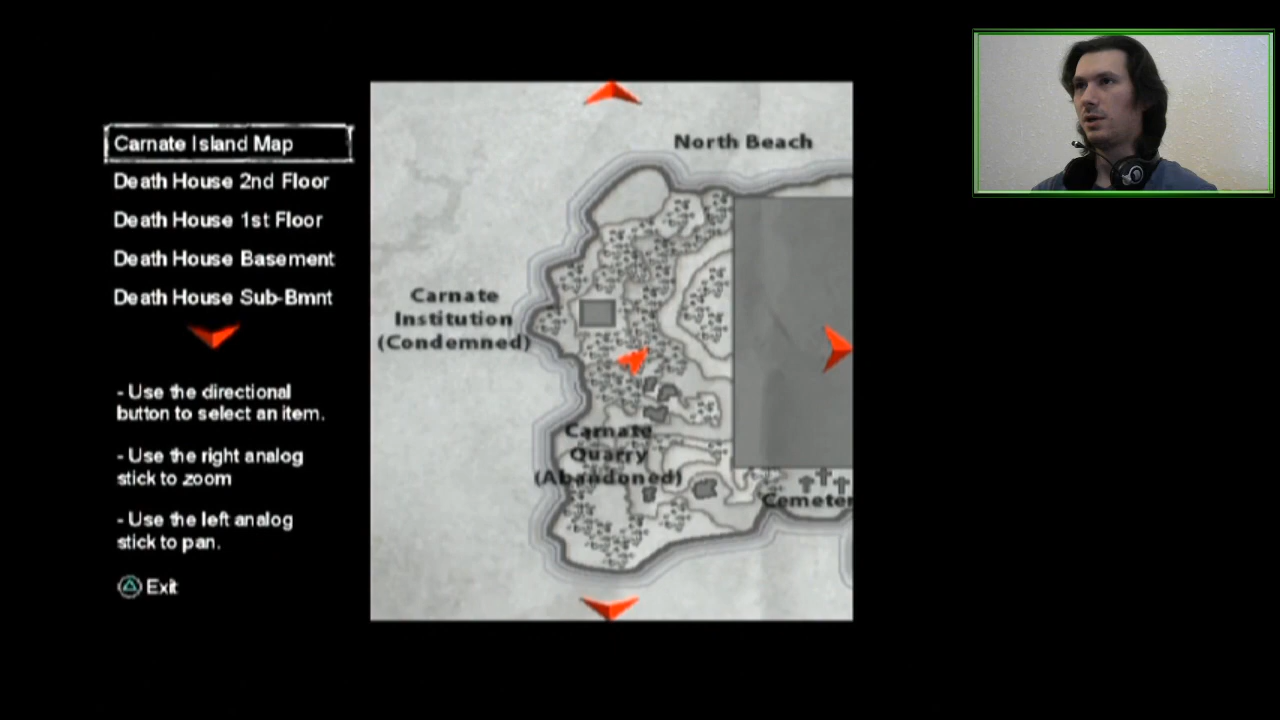 Carnate Island Map
Death House 2nd Floor
Death House 1st Floor
Death House Basement
Death House Sub-Bmnt
- Use the directional
button to select an item.
- Use the right analog
stick to zoom
- Use the left analog
stick to pan.
Exit
North Beach
Carnate
Institution
(Condemned)
Carnate
Quarry
(Abandoned)
Cemeter